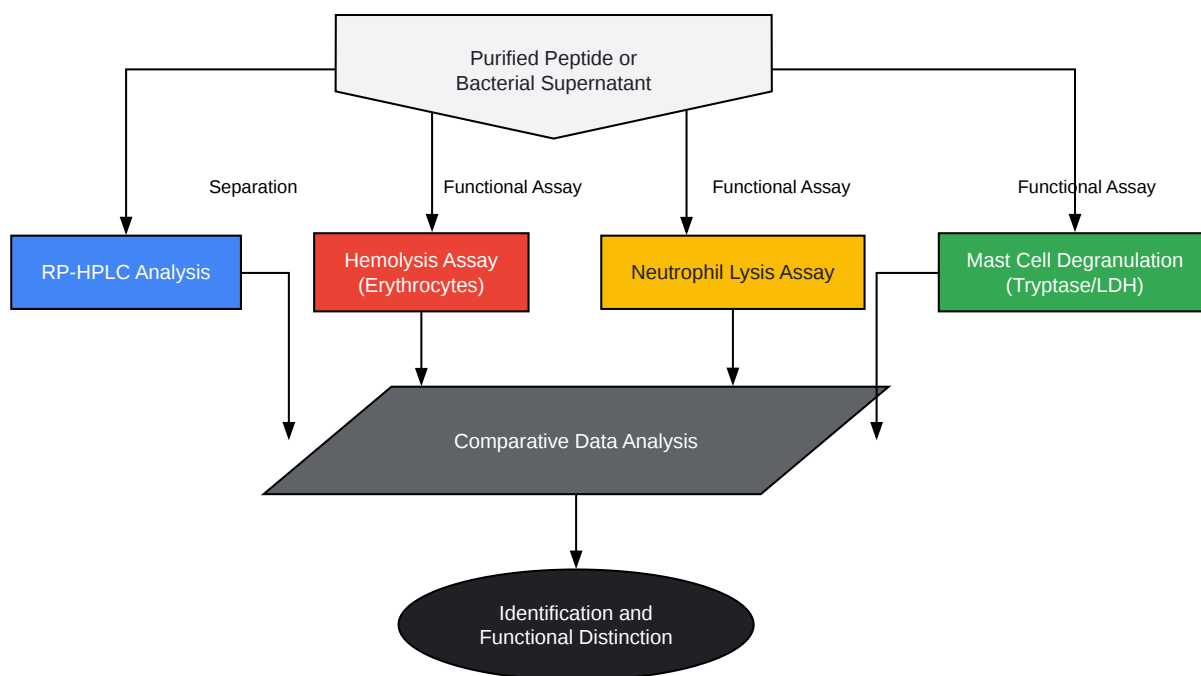 Purified Peptide or
Bacterial Supernatant
Separation
Functional Assay
Functional Assay
Functional Assay
RP-HPLC Analysis
Hemolysis Assay
(Erythrocytes)
Neutrophil Lysis Assay
Mast Cell Degranulation
(Tryptase/LDH)
Comparative Data Analysis
Identification and
Functional Distinction